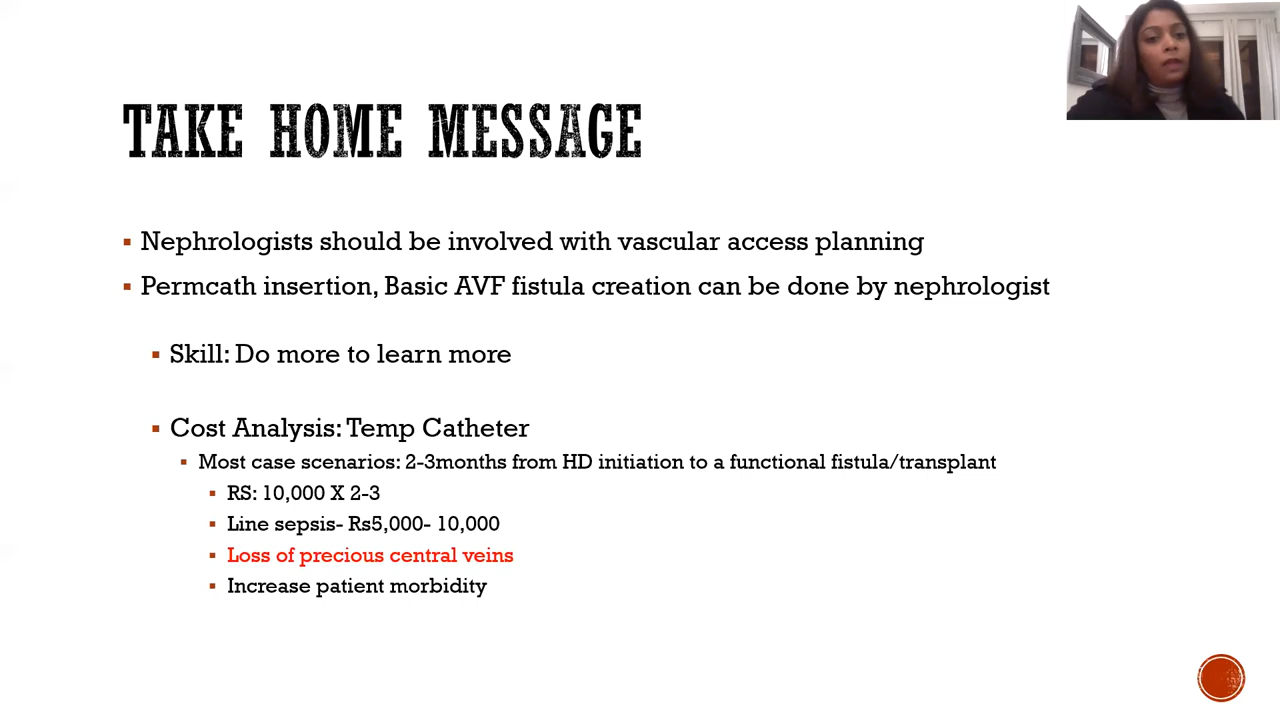 TAKE HOME MESSAGE
Nephrologists should be involved with vascular access planning
Permcath insertion, Basic AVF fistula creation can be done by nephrologist
Skill: Do more to learn more
Cost Analysis: Temp Catheter
Most case scenarios: 2-3months from HD initiation to a functional fistula/transplant
RS: 10,000 X 2-3
Line sepsis- Rs5,000- 10,000
Loss of precious central veins
Increase patient morbidity